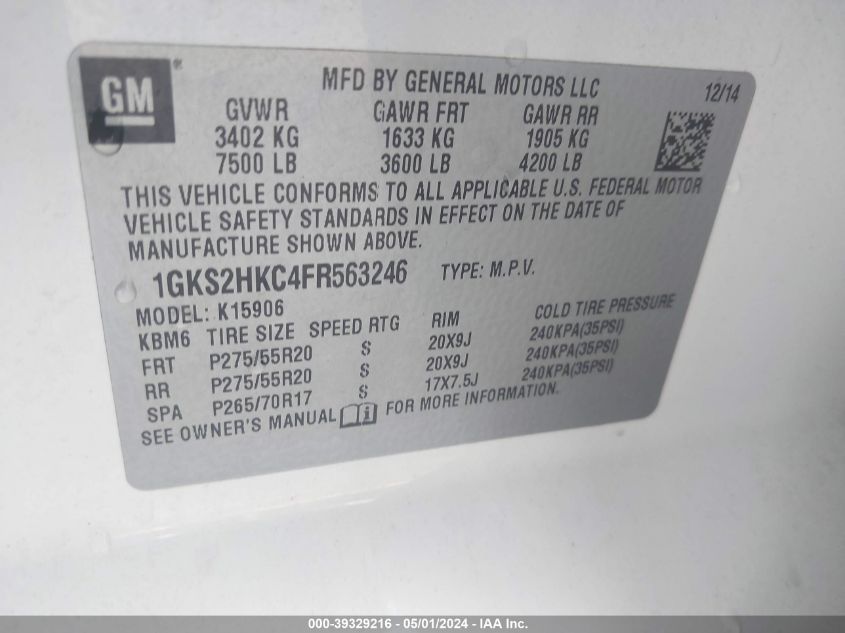 GM
MFD BY GENERAL MOTORS LLC 12/14
GVWR GAWR FRT GAWR RR
3402 KG 1633 KG 1905 KG
7500 LB 3600 LB 4200 LB
THIS VEHICLE CONFORMS TO ALL APPLICABLE U.S. FEDERAL MOTOR
VEHICLE SAFETY STANDARDS IN EFFECT ON THE DATE OF
MANUFACTURE SHOWN ABOVE.
1GKS2HKC4FR563246 TYPE: M.P.V.
MODEL: K15906
KBM6 TIRE SIZE SPEED RTG RIM COLD TIRE PRESSURE
FRT P275/55R20 S 20X9J 240KPA(35PSI)
RR P275/55R20 S 20X9J 240KPA(35PSI)
SPA P265/70R17 S 17X7.5J 240KPA(35PSI)
SEE OWNER'S MANUAL FOR MORE INFORMATION.
000-39329216 - 05/01/2024 - IAA Inc.